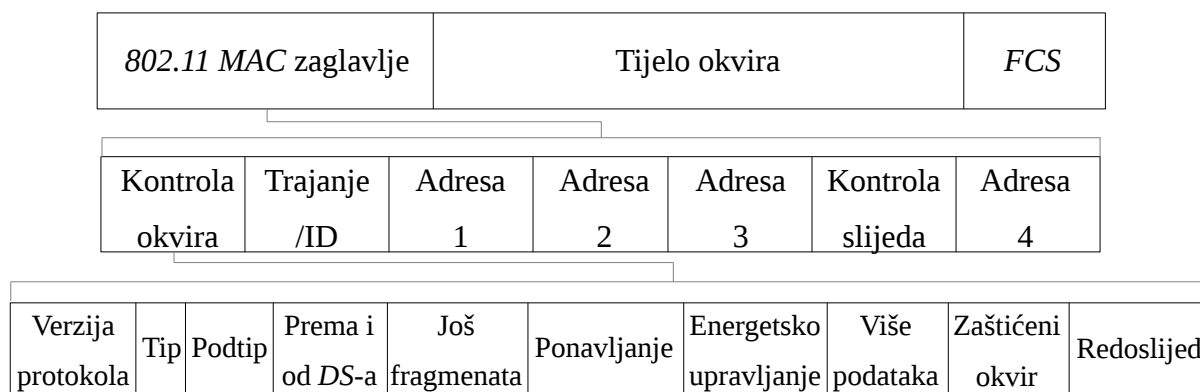 802.11 MAC zaglavlje Tijelo okvira FCS
Kontrola Trajanje Adresa Adresa Adresa Kontrola Adresa
okvira /ID 1 2 3 slijeda 4
Verzija Prema i Još Energetsko Više Zaštićeni
Tip Podtip Ponavljanje Redoslijed
protokola od DS-a fragmenata upravljanje podataka okvir